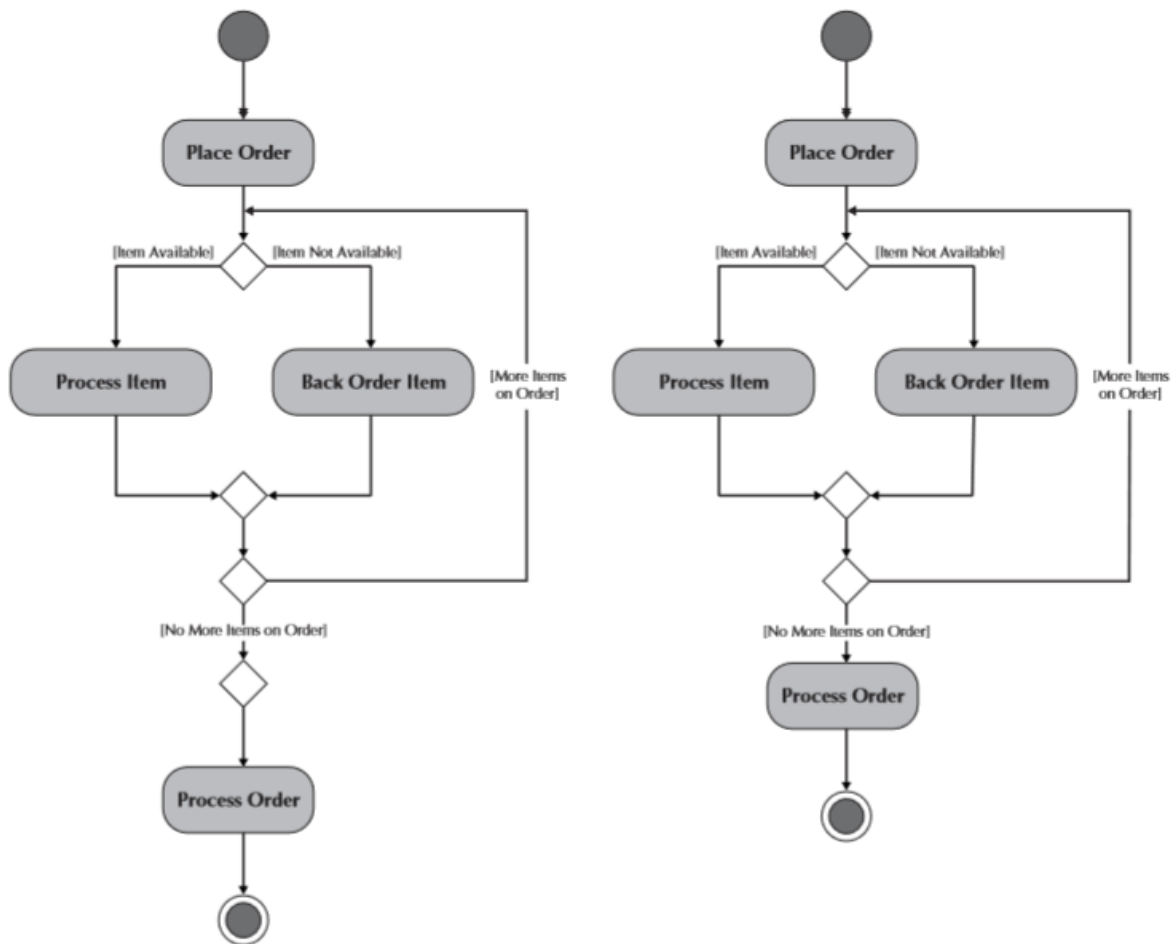 Place Order
[Item Available]
[Item Not Available]
Process Item
Back Order Item
[More Items
on Order]
[No More Items on Order]
Process Order
Place Order
[Item Available]
[Item Not Available]
Process Item
Back Order Item
[More Items
on Order]
[No More Items on Order]
Process Order